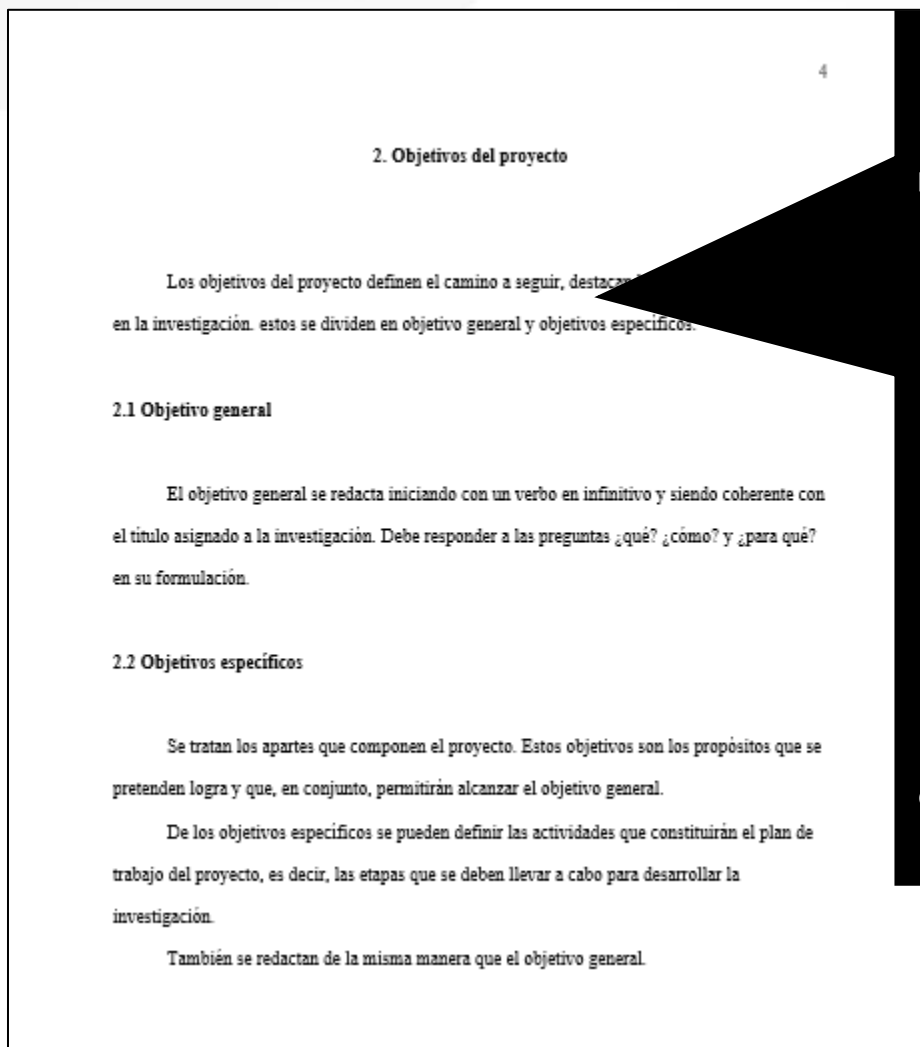 4
2. Objetivos del proyecto
Los objetivos del proyecto definen el camino a seguir,
en la investigación. estos se dividen en objetivo general y objetivos específicos.
2.1 Objetivo general
El objetivo general se redacta iniciando con un verbo en infinitivo y siendo coherente con
el título asignado a la investigación. Debe responder a las preguntas ¿qué? ¿cómo? y ¿para qué?
en su formulación.
2.2 Objetivos específicos
Se tratan los apartes que componen el proyecto. Estos objetivos son los propósitos que se
pretenden logra y que, en conjunto, permitirán alcanzar el objetivo general.
De los objetivos específicos se pueden definir las actividades que constituirán el plan de
trabajo del proyecto, es decir, las etapas que se deben llevar a cabo para desarrollar la
investigación.
También se redactan de la misma manera que el objetivo general.